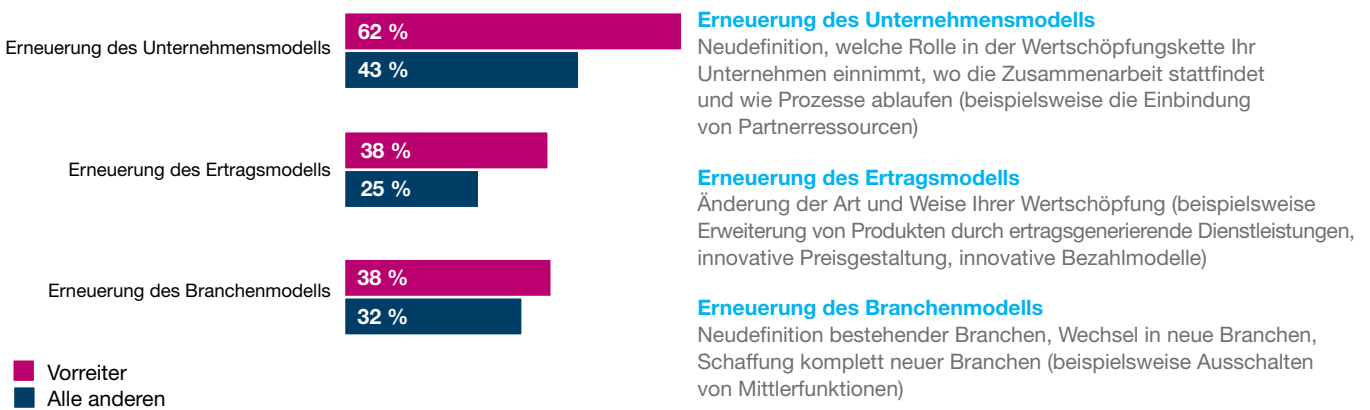 Erneuerung des Unternehmensmodells
62 %
43 %
Erneuerung des Ertragsmodells
38 %
25 %
Erneuerung des Branchenmodells
38 %
32 %
Vorreiter
Alle anderen
Erneuerung des Unternehmensmodells
Neudefinition, welche Rolle in der Wertschöpfungskette Ihr
Unternehmen einnimmt, wo die Zusammenarbeit stattfindet
und wie Prozesse ablaufen (beispielsweise die Einbindung
von Partnerressourcen)
Erneuerung des Ertragsmodells
Änderung der Art und Weise Ihrer Wertschöpfung (beispielsweise
Erweiterung von Produkten durch ertragsgenerierende Dienstleistungen,
innovative Preisgestaltung, innovative Bezahlmodelle)
Erneuerung des Branchenmodells
Neudefinition bestehender Branchen, Wechsel in neue Branchen,
Schaffung komplett neuer Branchen (beispielsweise Ausschalten
von Mittlerfunktionen)